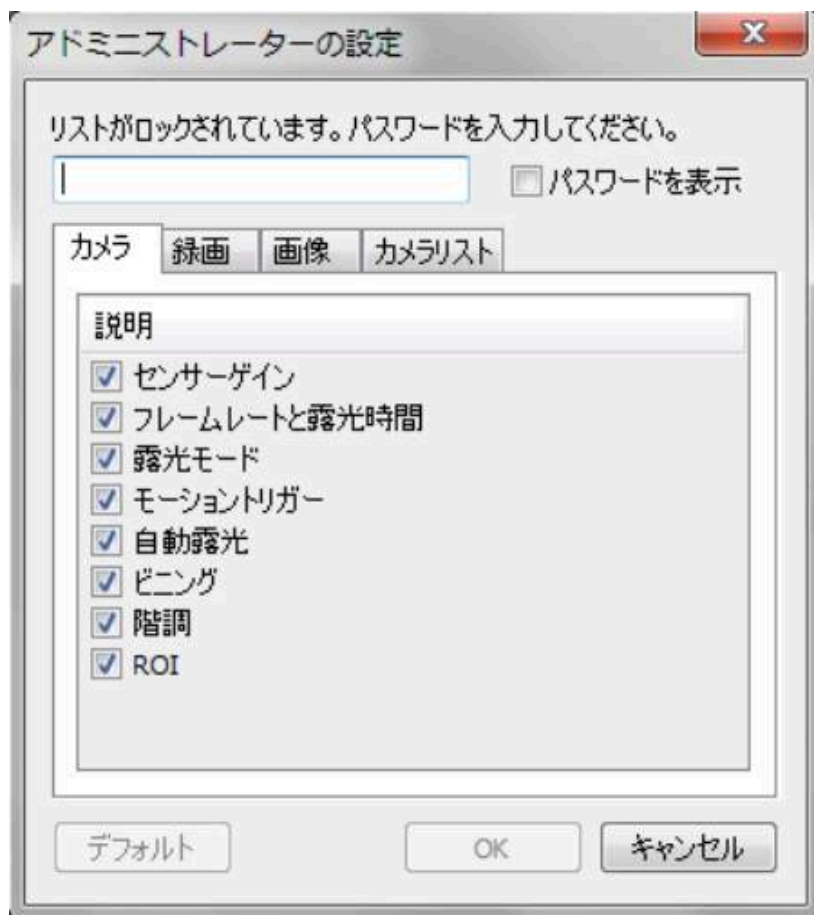 アドミニストレーターの設定
リストがロックされています。パスワードを入力してください。
パスワードを表示
カメラ 録画 画像 カメラリスト
説明
センサーゲイン
フレームレートと露光時間
露光モード
モーショントリガー
自動露光
ビニング
階調
ROI
デフォルト OK キャンセル